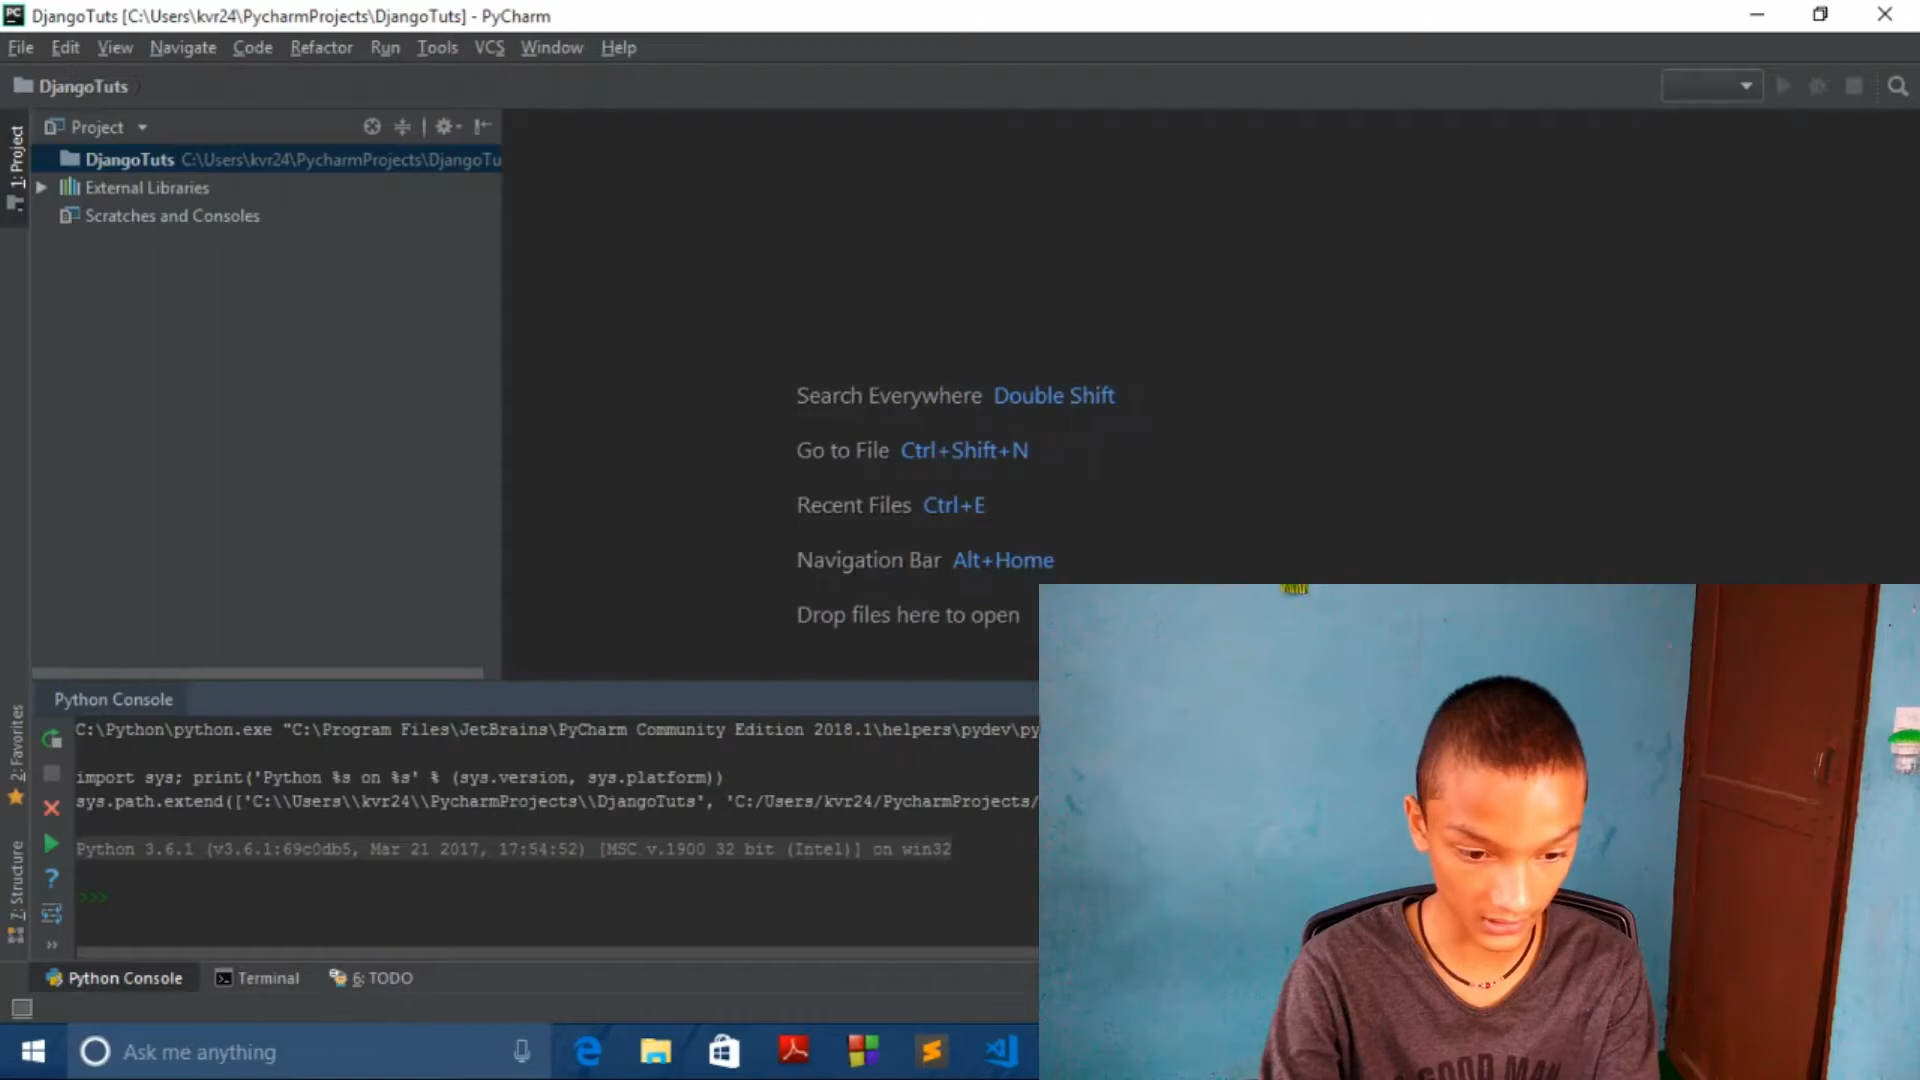 DjangoTuts [C:\Users\kvr24\PycharmProjects\DjangoTuts] - PyCharm
File Edit View Navigate Code Refactor Run Tools VCS Window Help
DjangoTuts
Project
1: Project
DjangoTuts C:\Users\kvr24\PycharmProjects\DjangoTu
External Libraries
Scratches and Consoles
Search Everywhere Double Shift
Go to File Ctrl+Shift+N
Recent Files Ctrl+E
Navigation Bar Alt+Home
Drop files here to open
Python Console
C:\Python\python.exe "C:\Program Files\JetBrains\PyCharm Community Edition 2018.1\helpers\pydev\py
import sys; print('Python %s on %s' % (sys.version, sys.platform))
sys.path.extend(['C:\\Users\\kvr24\\PycharmProjects\\DjangoTuts', 'C:/Users/kvr24/PycharmProjects/
Python 3.6.1 (v3.6.1:69c0db5, Mar 21 2017, 17:54:52) [MSC v.1900 32 bit (Intel)] on win32
>>>
2: Favorites
7: Structure
Python Console Terminal 6: TODO
Ask me anything
GOOD MAN